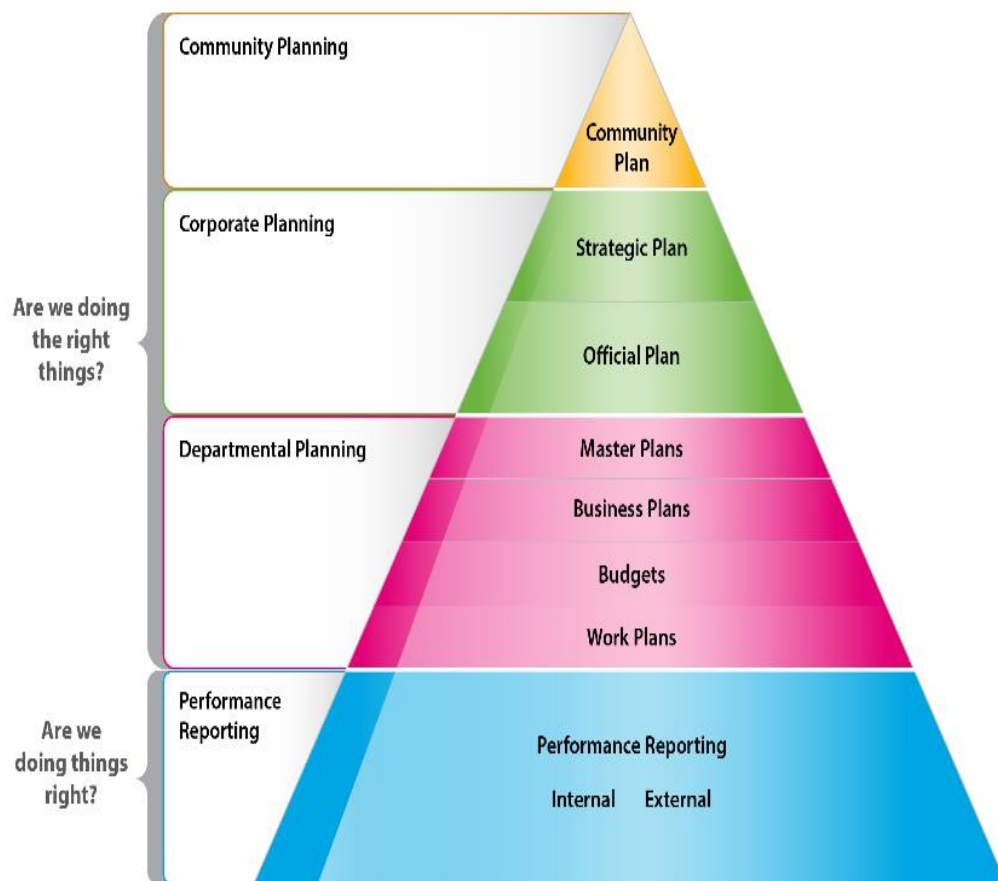 Community Planning
Community
Plan
Corporate Planning
Strategic Plan
Official Plan
Are we doing
the right
things?
Departmental Planning
Master Plans
Business Plans
Budgets
Work Plans
Performance
Reporting
Are we
doing things
right?
Performance Reporting
Internal External